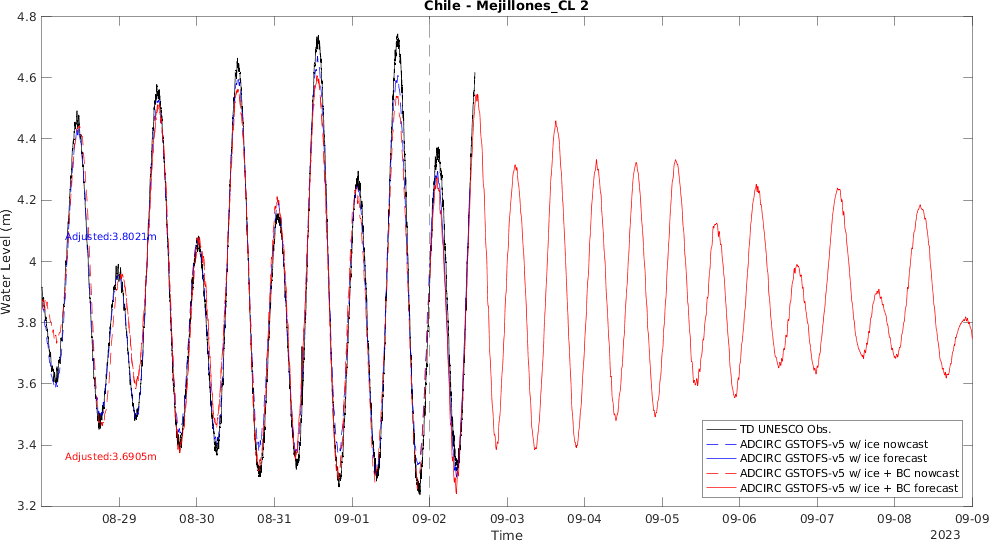 Chile - Mejillones_CL 2
4.8
4.6
4.4
4.2
4
3.8
3.6
3.4
3.2
Water Level (m)
Adjusted:3.8021m
Adjusted:3.6905m
TD UNESCO Obs.
ADCIRC GSTOFS-v5 w/ ice nowcast
ADCIRC GSTOFS-v5 w/ ice forecast
ADCIRC GSTOFS-v5 w/ ice + BC nowcast
ADCIRC GSTOFS-v5 w/ ice + BC forecast
08-29 08-30 08-31 09-01 09-02 09-03 09-04 09-05 09-06 09-07 09-08 09-09
Time
2023